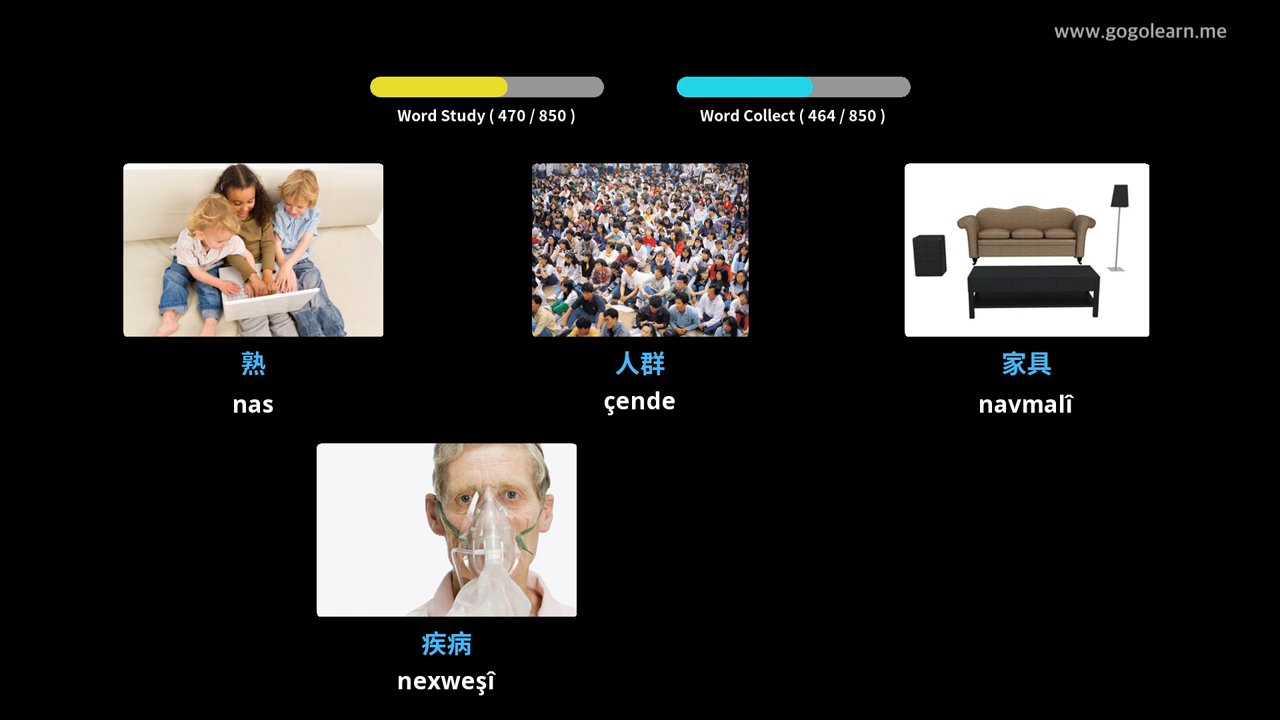 www.gogolearn.me
Word Study ( 470 / 850 )
Word Collect ( 464 / 850 )
熟
nas
人群
çende
家具
navmalî
疾病
nexweşî